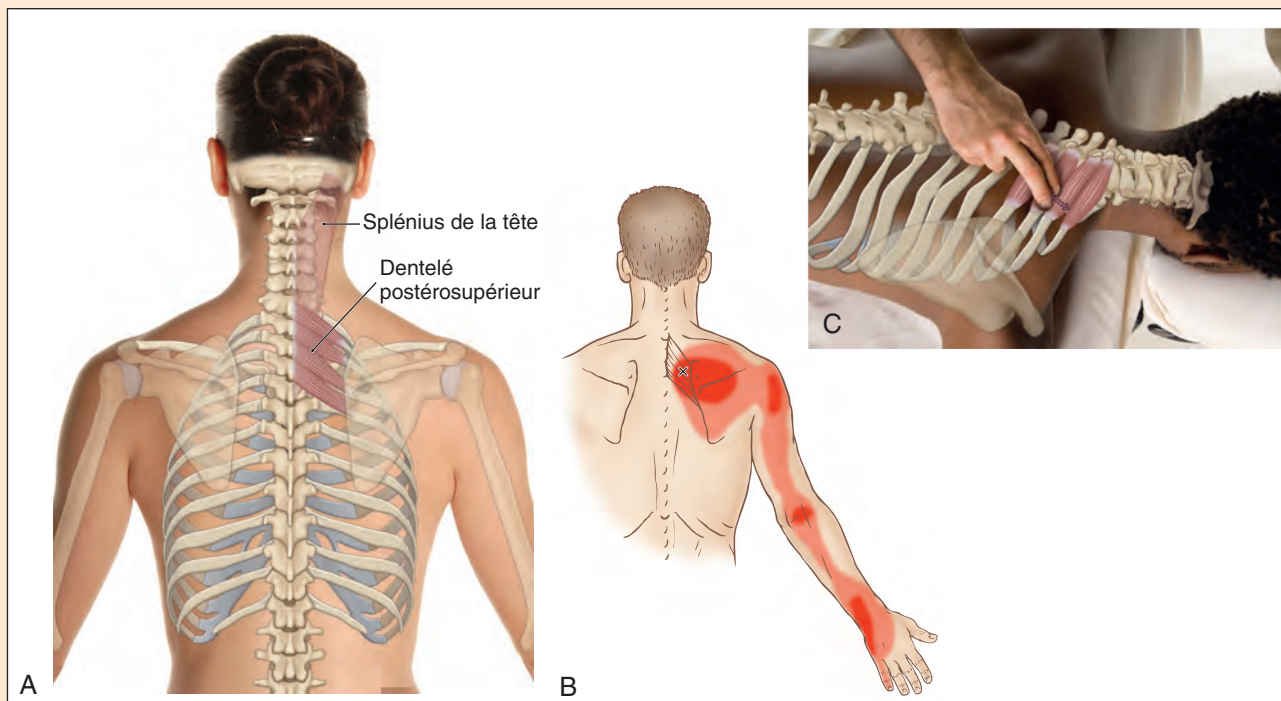 Splénius de la tête
Dentelé
postérosupérieur
A
B
C